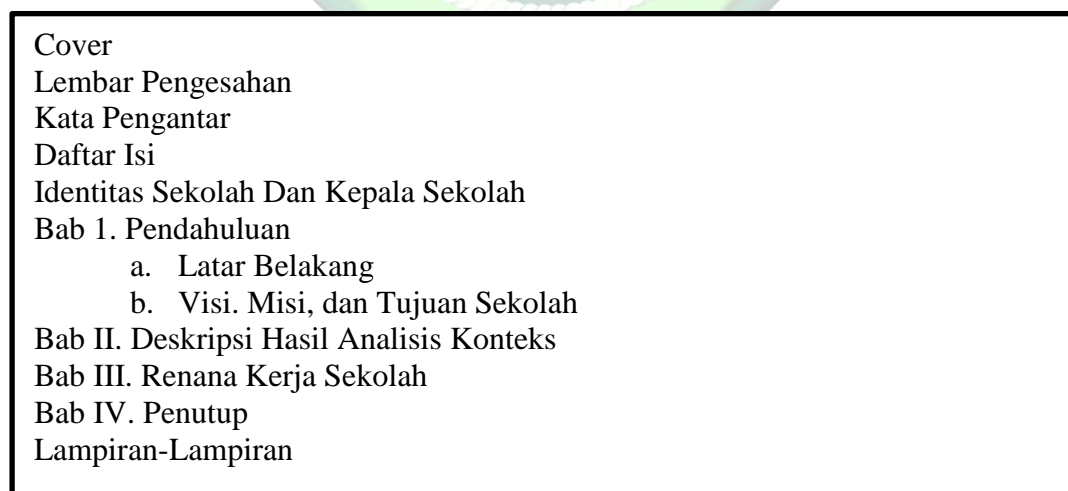 Cover
Lembar Pengesahan
Kata Pengantar
Daftar Isi
Identitas Sekolah Dan Kepala Sekolah
Bab 1. Pendahuluan
a. Latar Belakang
b. Visi. Misi, dan Tujuan Sekolah
Bab II. Deskripsi Hasil Analisis Konteks
Bab III. Renana Kerja Sekolah
Bab IV. Penutup
Lampiran-Lampiran